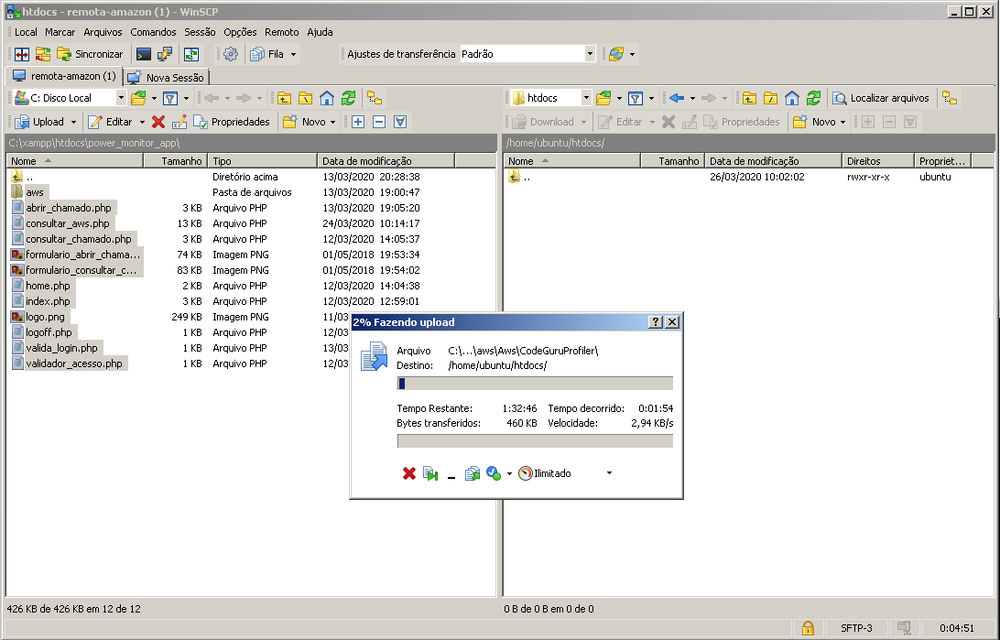 htdocs - remota-amazon (1) - WinSCP
Local Marcar Arquivos Comandos Sessão Opções Remoto Ajuda
Sincronizar Fila Ajustes de transferência Padrão
remota-amazon (1) Nova Sessão
C: Disco Local htdocs Localizar arquivos
Upload Editar Propriedades Novo Download Editar Propriedades Novo
C:\xampp\htdocs\power_monitor_app\ /home/ubuntu/htdocs/
Nome Tamanho Tipo Data de modificação Nome Tamanho Data de modificação Direitos Propriet...
.. Diretório acima 13/03/2020 20:28:38 .. 26/03/2020 10:02:02 rwxr-xr-x ubuntu
aws Pasta de arquivos 13/03/2020 19:00:47
abrir_chamado.php 3 KB Arquivo PHP 13/03/2020 19:05:20
consultar_aws.php 13 KB Arquivo PHP 24/03/2020 10:14:17
consultar_chamado.php 3 KB Arquivo PHP 12/03/2020 14:05:37
formulario_abrir_chama... 74 KB Imagem PNG 01/05/2018 19:53:34
formulario_consultar_c... 83 KB Imagem PNG 01/05/2018 19:54:02
home.php 2 KB Arquivo PHP 12/03/2020 14:04:38
index.php 3 KB Arquivo PHP 12/03/2020 12:59:01
logo.png 249 KB Imagem PNG 11/03
logoff.php 1 KB Arquivo PHP 12/03
valida_login.php 1 KB Arquivo PHP 13/03
validador_acesso.php 1 KB Arquivo PHP 12/03
2% Fazendo upload
Arquivo C:\...\aws\Aws\CodeGuruProfiler\
Destino: /home/ubuntu/htdocs/
Tempo Restante: 1:32:46 Tempo decorrido: 0:01:54
Bytes transferidos: 460 KB Velocidade: 2,94 KB/s
Ilimitado
426 KB de 426 KB em 12 de 12 0 B de 0 B em 0 de 0
SFTP-3 0:04:51